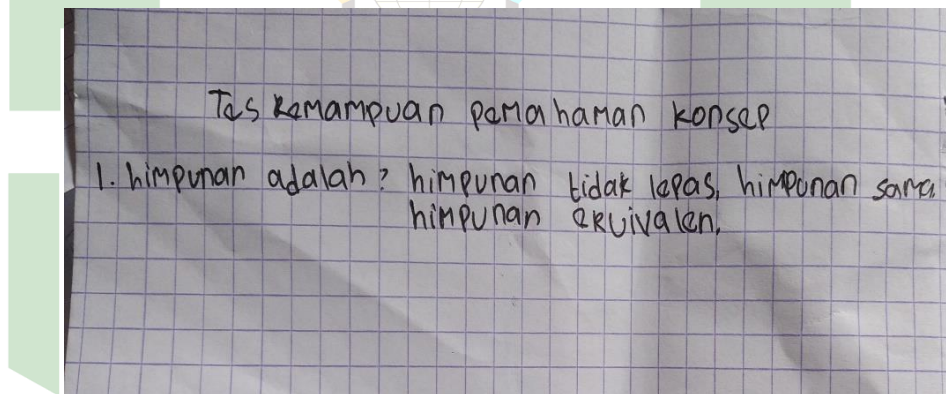 Tes kemampuan pemahaman konsep
1. himpunan adalah? himpunan tidak lepas, himpunan sama
himpunan ekuivalen.